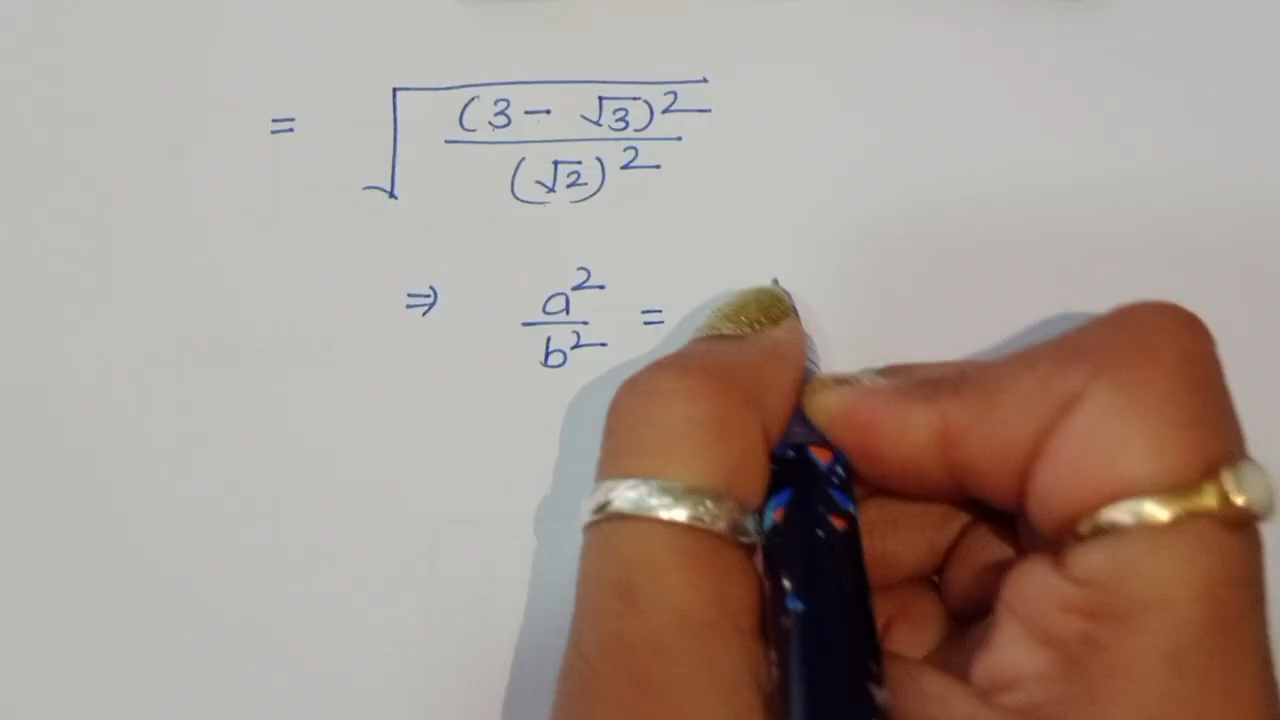 = √((3 - √3)² / (√2)²)
⇒ a²/b² =